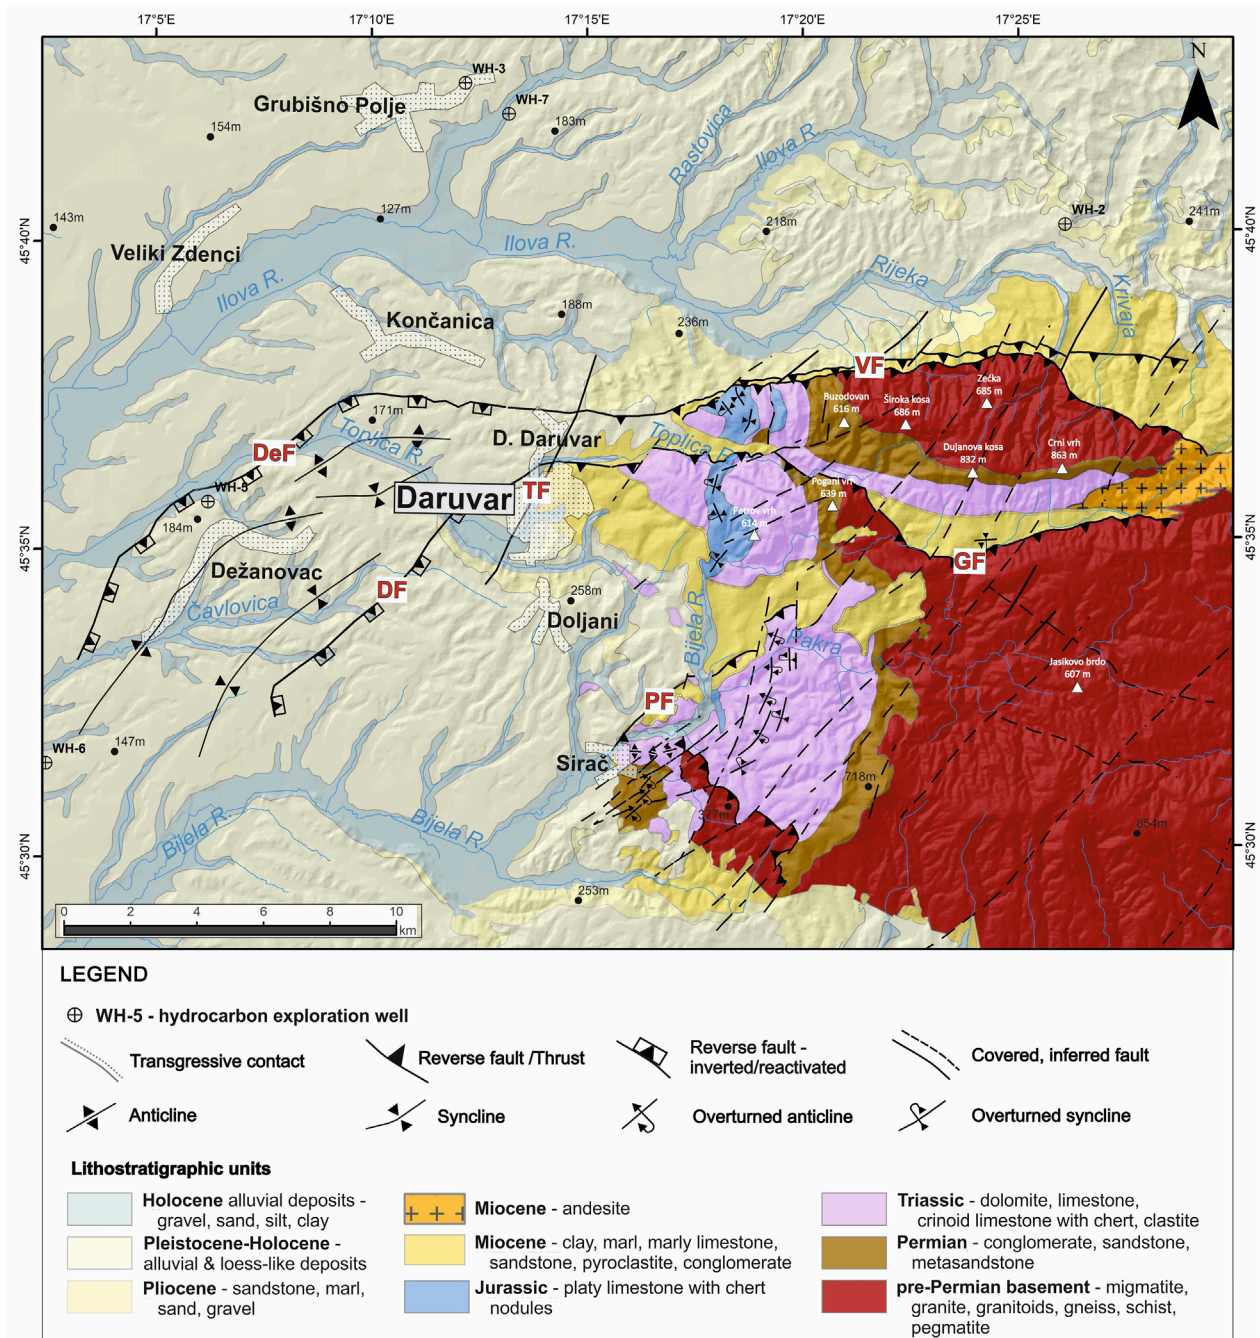 17°5'E 17°10'E 17°15'E 17°20'E 17°25'E
N
WH-3
Grubišno Polje
WH-7
183m
154m
Rastovica
Ilova R.
143m
127m
218m
WH-2
241m
45°40'N
45°40'N
Veliki Zdenci
Ilova R.
Ilova R.
Rijeka
Krivaja
188m
Končanica
236m
VF
Zečka
685 m
Buzodovan
616 m
Široka kosa
686 m
171m
Toplica R.
D. Daruvar
Toplica R.
Dujanova kosa
832 m
Crni vrh
863 m
DeF
WH-5
TF
Daruvar
Pogani vrh
639 m
Petrov vrh
614 m
184m
45°35'N
45°35'N
Dežanovac
GF
DF
Čavlovica
258m
Doljani
Bijela R.
Pakra
Jasikovo brdo
607 m
PF
147m
WH-6
Sirač
718m
377m
854m
Bijela R.
Bijela R.
45°30'N
45°30'N
253m
0 2 4 6 8 10
km
LEGEND
WH-5 - hydrocarbon exploration well
Transgressive contact
Reverse fault /Thrust
Reverse fault -
inverted/reactivated
Covered, inferred fault
Anticline
Syncline
Overturned anticline
Overturned syncline
Lithostratigraphic units
Holocene alluvial deposits -
gravel, sand, silt, clay
Pleistocene-Holocene -
alluvial & loess-like deposits
Pliocene - sandstone, marl,
sand, gravel
Miocene - andesite
Miocene - clay, marl, marly limestone,
sandstone, pyroclastite, conglomerate
Jurassic - platy limestone with chert
nodules
Triassic - dolomite, limestone,
crinoid limestone with chert, clastite
Permian - conglomerate, sandstone,
metasandstone
pre-Permian basement - migmatite,
granite, granitoids, gneiss, schist,
pegmatite